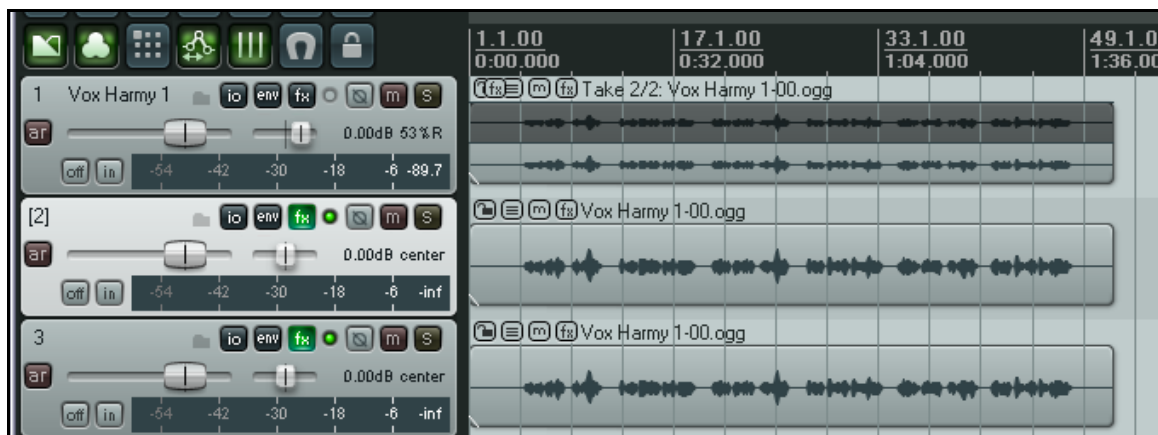 1.1.00 17.1.00 33.1.00 49.1.0
0:00.000 0:32.000 1:04.000 1:36.00
1 Vox Harmy 1 io env fx m s
fx m fx Take 2/2: Vox Harmy 1-00.ogg
ar 0.00dB 53%R
off in -54 -42 -30 -18 -6 -89.7
[2] io env fx m s
m fx Vox Harmy 1-00.ogg
ar 0.00dB center
off in -54 -42 -30 -18 -6 -inf
3 io env fx m s
m fx Vox Harmy 1-00.ogg
ar 0.00dB center
off in -54 -42 -30 -18 -6 -inf